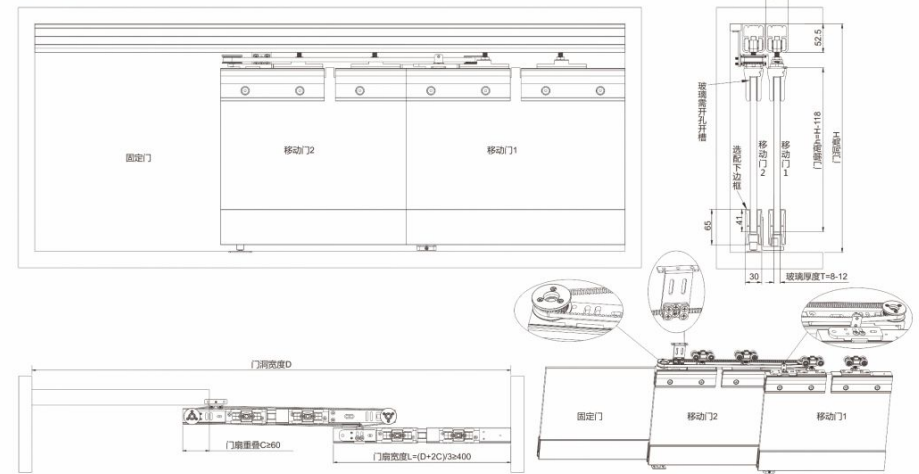 固定门
移动门2
移动门1
52.5
玻璃需开孔开槽
选配下边框
移动门2
移动门1
门扇高h=H-118
门洞高H
65
41
30
玻璃厚度T=8-12
门洞宽度D
门扇重叠C≥60
门扇宽度L=(D+2C)/3≥400
固定门
移动门2
移动门1